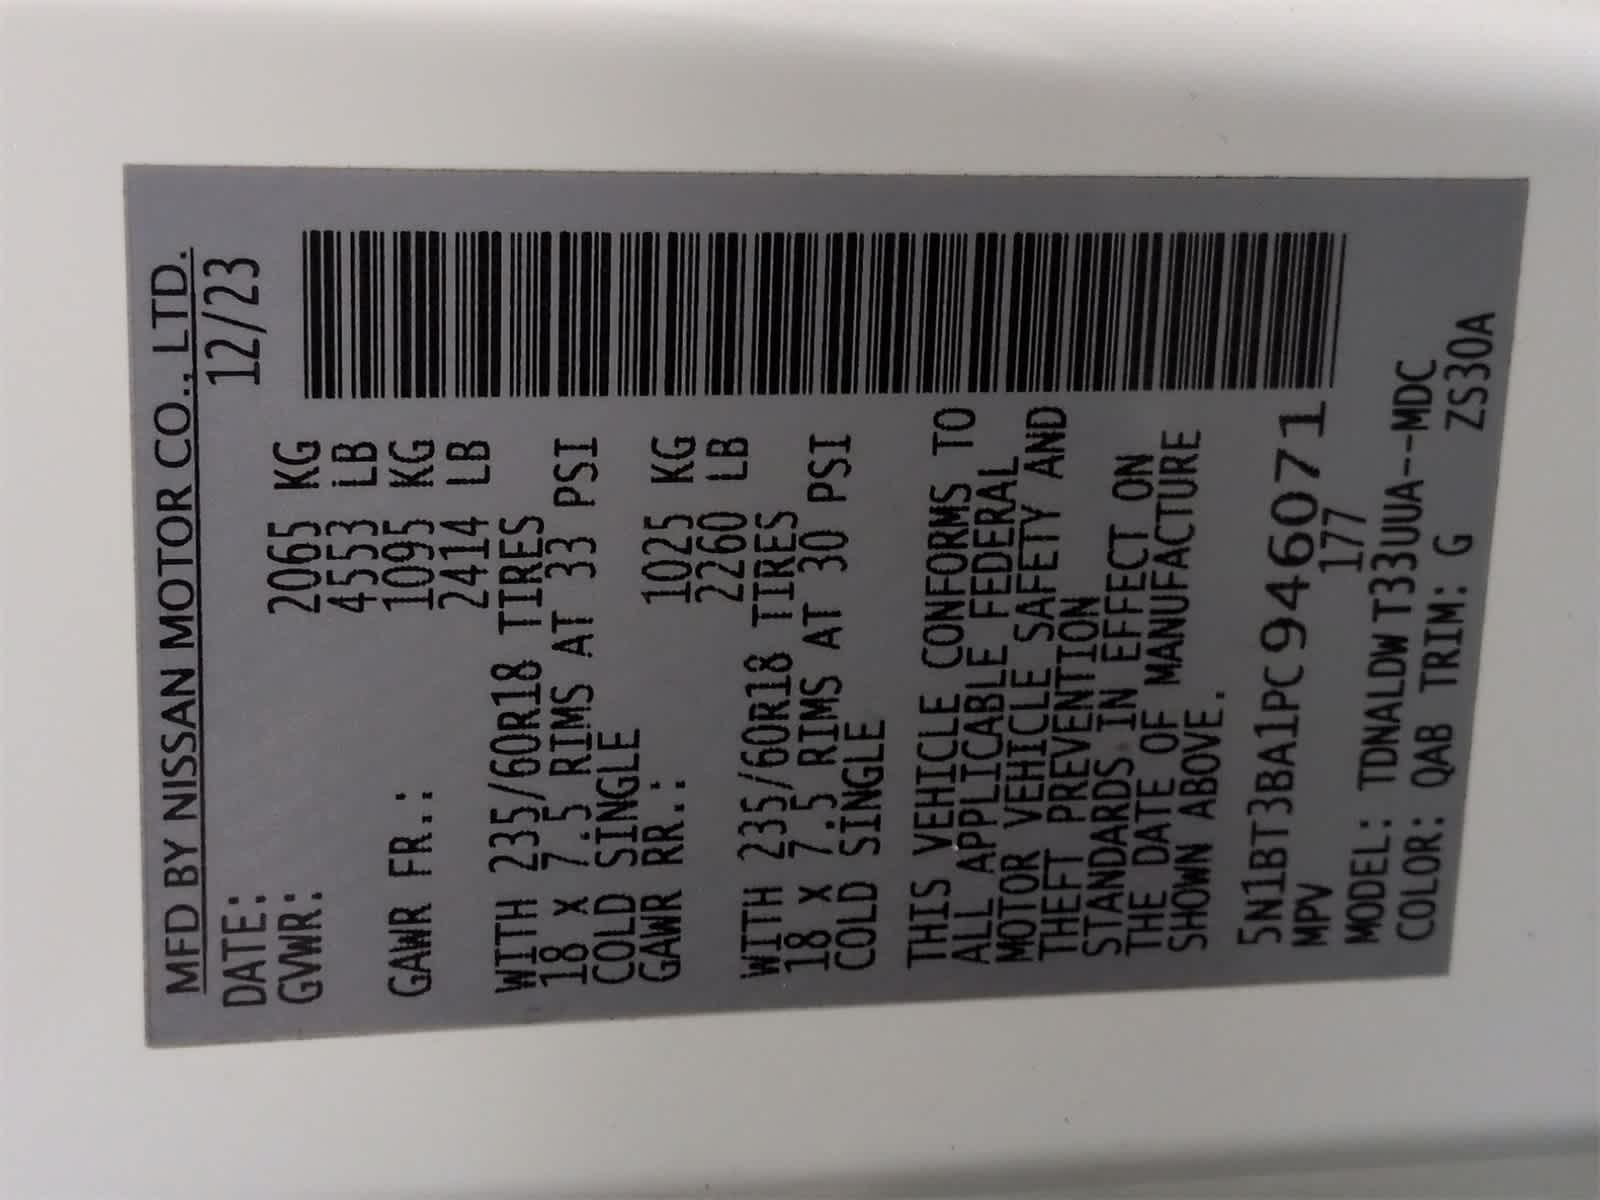 MFD BY NISSAN MOTOR CO., LTD.
DATE: 12/23
GVWR: 2065 KG
4553 LB
GAWR FR.: 1095 KG
2414 LB
WITH 235/60R18 TIRES
18 X 7.5 RIMS AT 33 PSI
COLD SINGLE
GAWR RR.: 1025 KG
2260 LB
WITH 235/60R18 TIRES
18 X 7.5 RIMS AT 30 PSI
COLD SINGLE
THIS VEHICLE CONFORMS TO
ALL APPLICABLE FEDERAL
MOTOR VEHICLE SAFETY AND
THEFT PREVENTION
STANDARDS IN EFFECT ON
THE DATE OF MANUFACTURE
SHOWN ABOVE.
5N1BT3BA1PC946071
MPV 177
MODEL: TDNALDW T33UUA--MDC
COLOR: QAB TRIM: G ZS30A